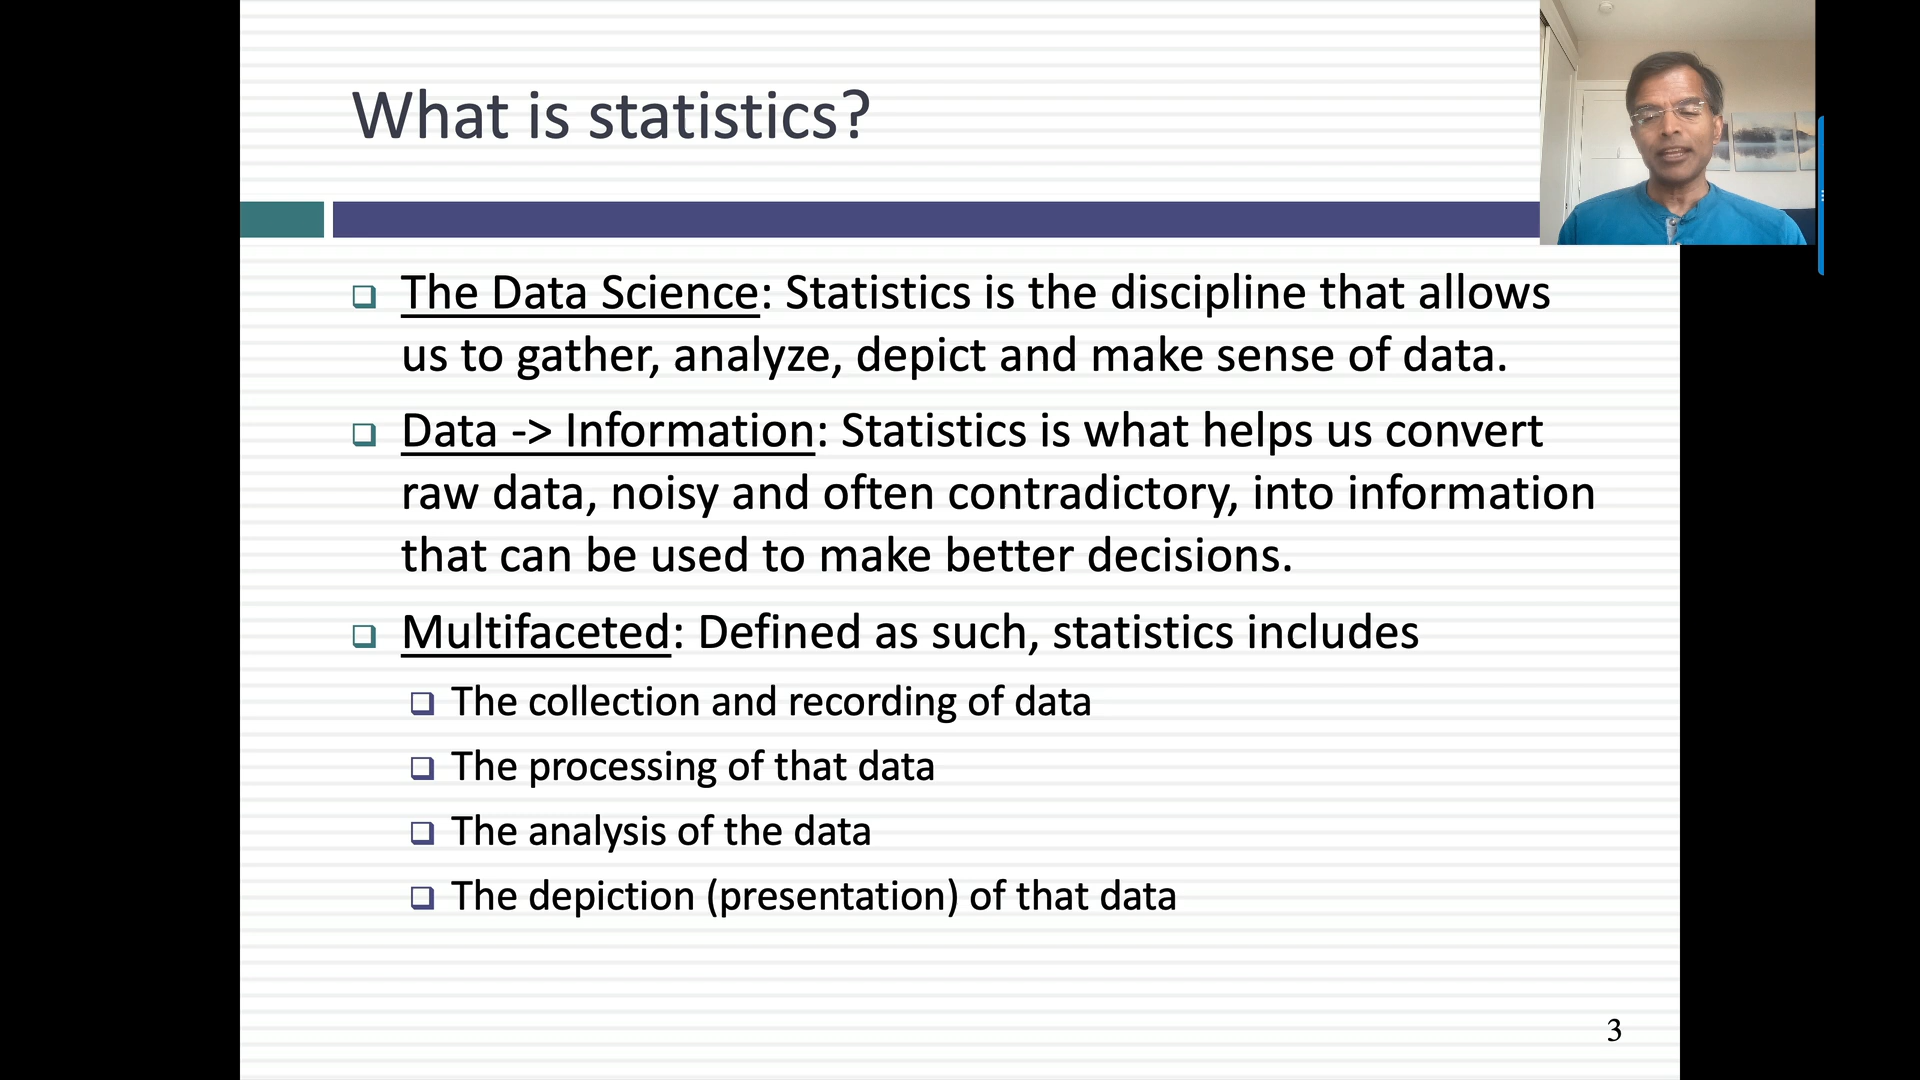 What is statistics?
The Data Science: Statistics is the discipline that allows
us to gather, analyze, depict and make sense of data.
Data -> Information: Statistics is what helps us convert
raw data, noisy and often contradictory, into information
that can be used to make better decisions.
Multifaceted: Defined as such, statistics includes
The collection and recording of data
The processing of that data
The analysis of the data
The depiction (presentation) of that data
3